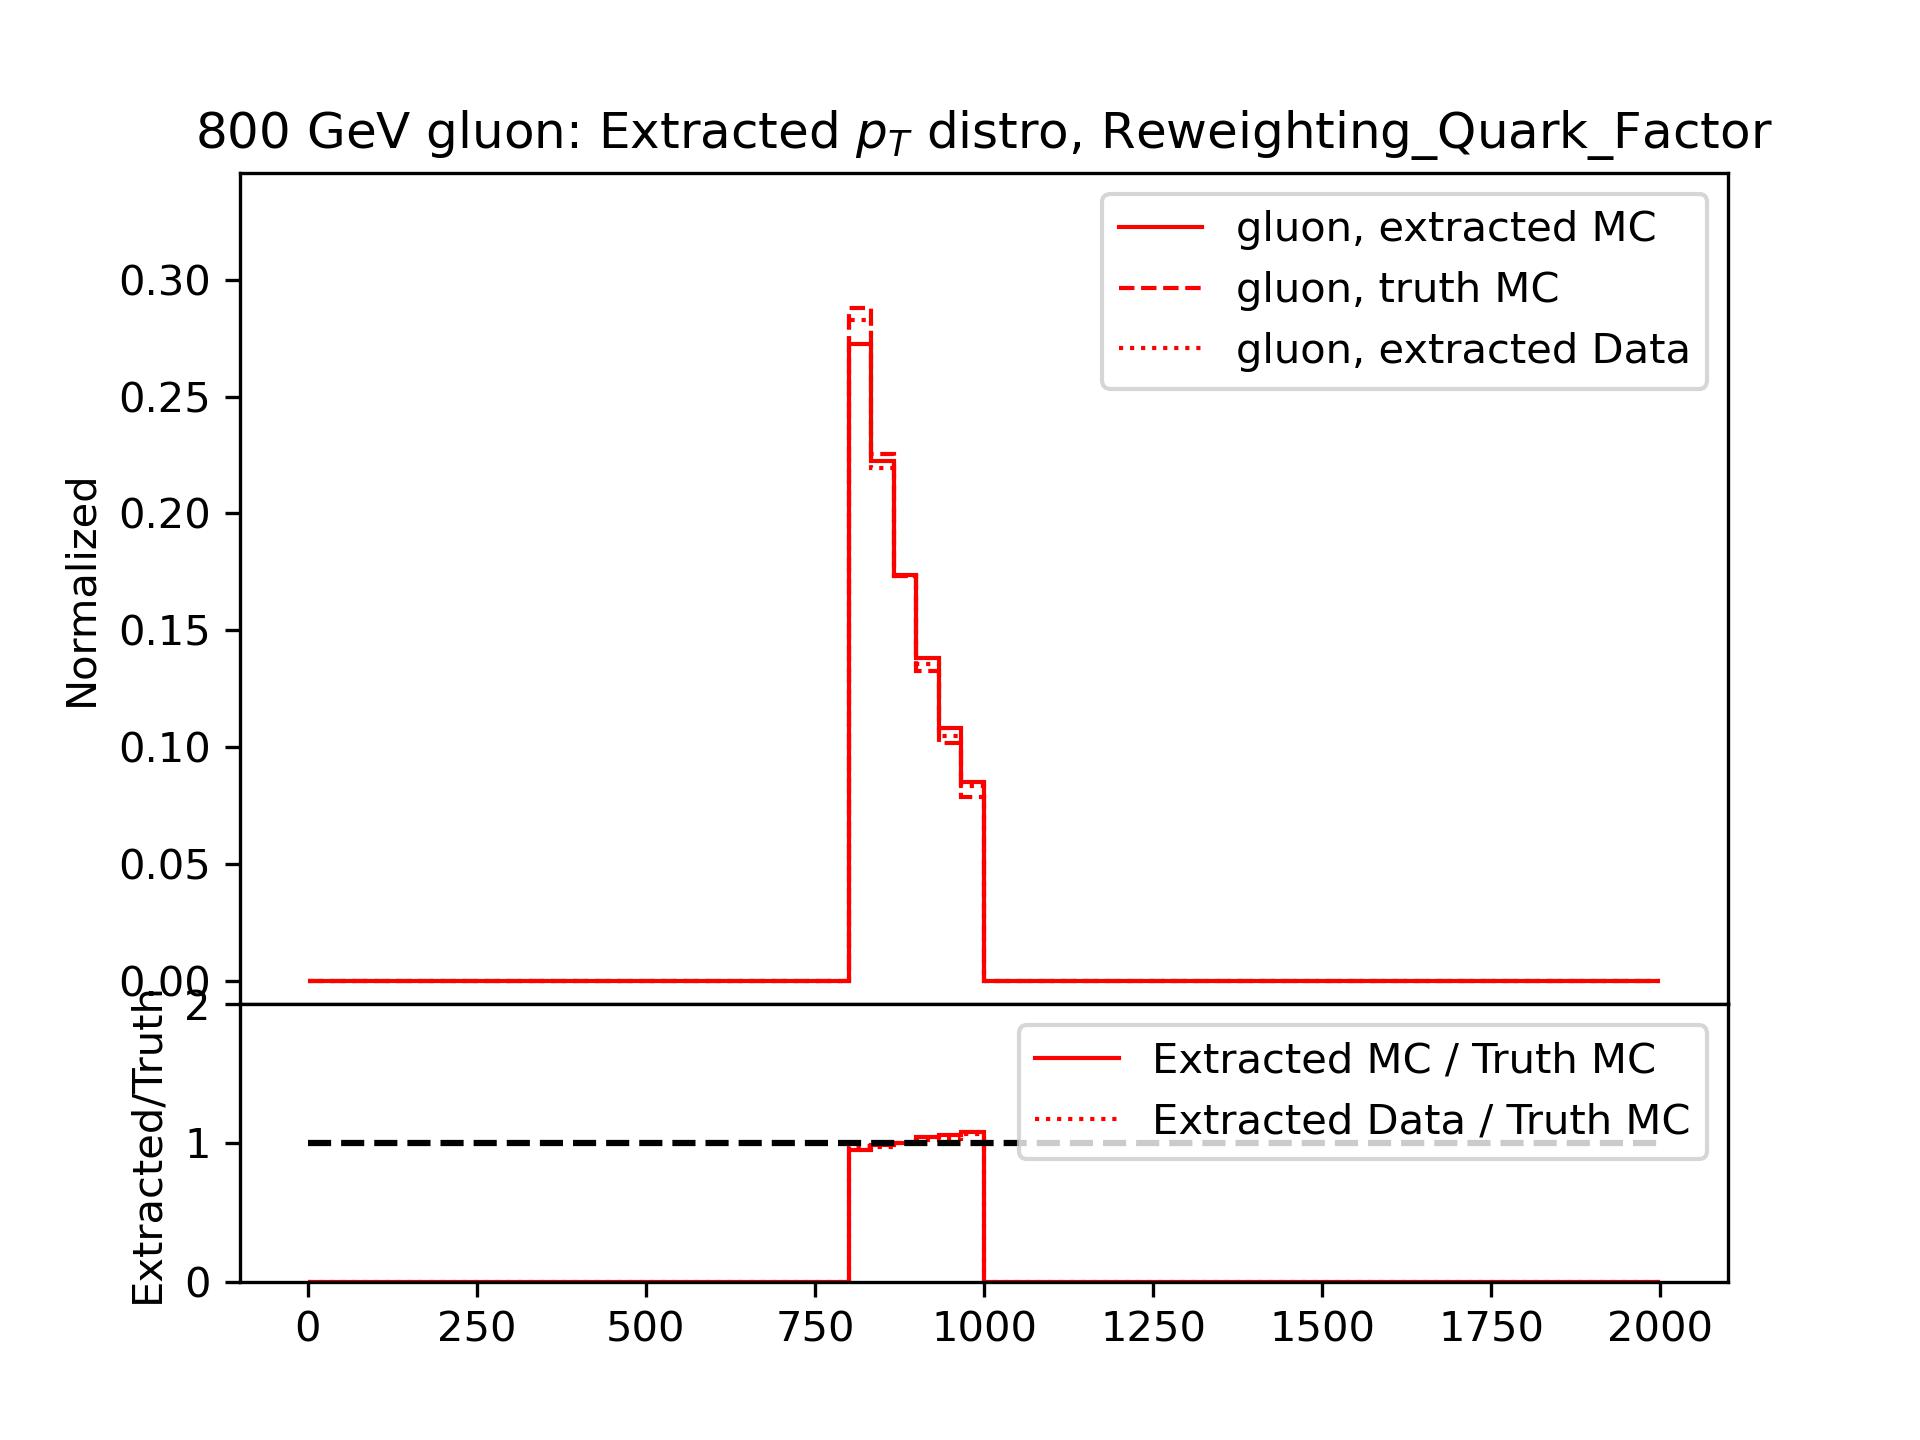 800 GeV gluon: Extracted p_T distro, Reweighting_Quark_Factor
gluon, extracted MC
gluon, truth MC
gluon, extracted Data
Normalized
0.30
0.25
0.20
0.15
0.10
0.05
0.00
Extracted MC / Truth MC
Extracted Data / Truth MC
Extracted/Truth
2
1
0
0 250 500 750 1000 1250 1500 1750 2000